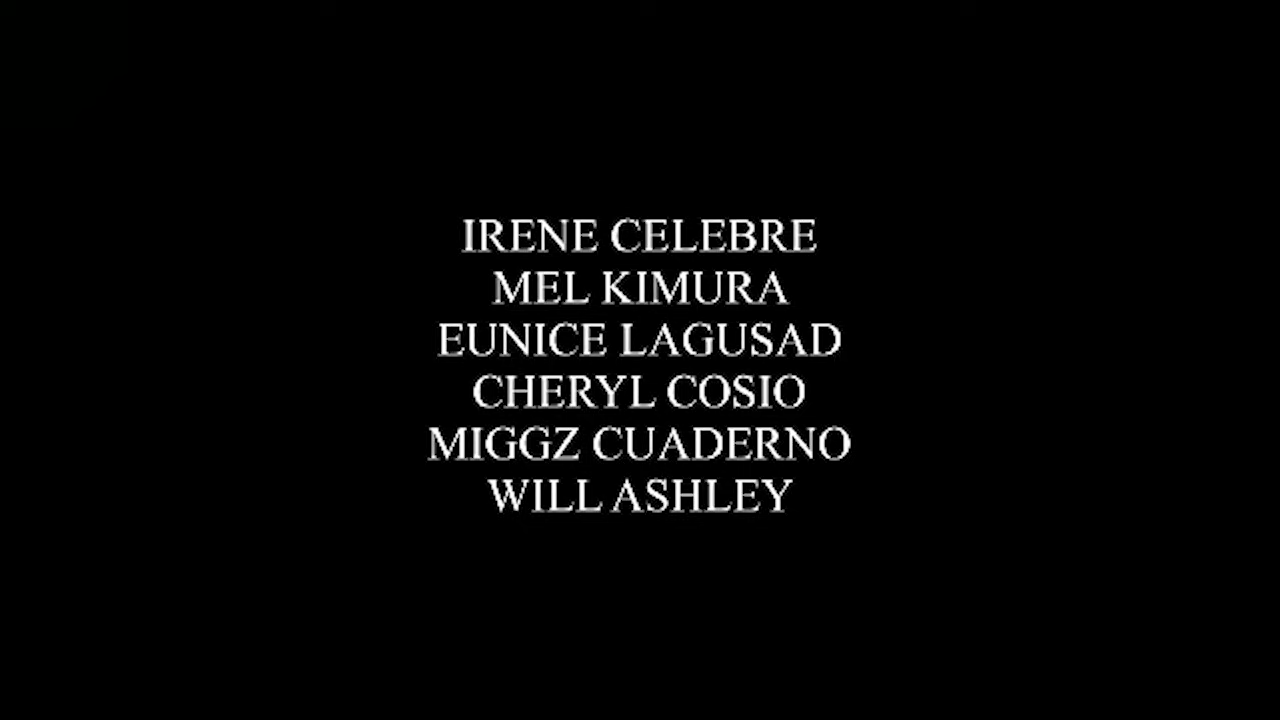 IRENE CELEBRE
MEL KIMURA
EUNICE LAGUSAD
CHERYL COSIO
MIGGZ CUADERNO
WILL ASHLEY